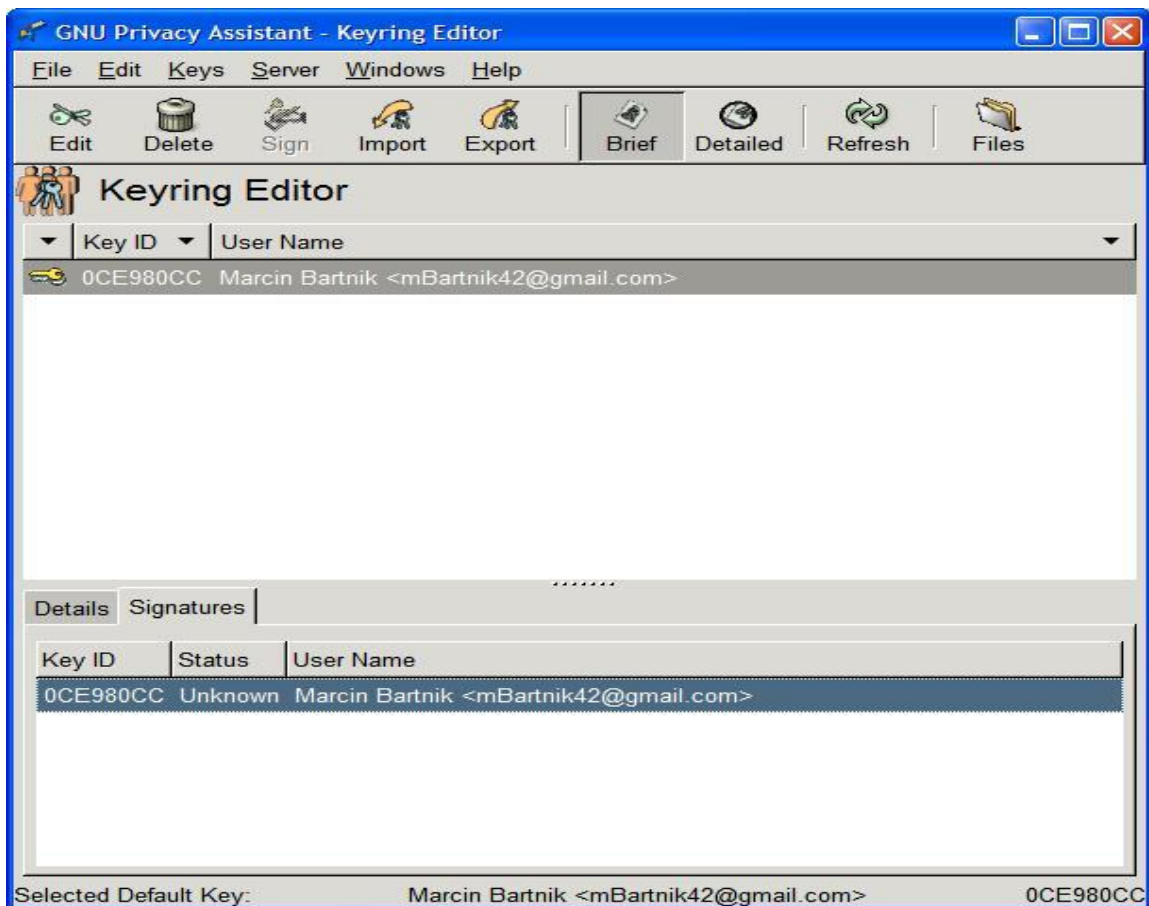 GNU Privacy Assistant - Keyring Editor
File Edit Keys Server Windows Help
Edit Delete Sign Import Export Brief Detailed Refresh Files
Keyring Editor
Key ID User Name
0CE980CC Marcin Bartnik <mBartnik42@gmail.com>
Details Signatures
Key ID Status User Name
0CE980CC Unknown Marcin Bartnik <mBartnik42@gmail.com>
Selected Default Key: Marcin Bartnik <mBartnik42@gmail.com> 0CE980CC